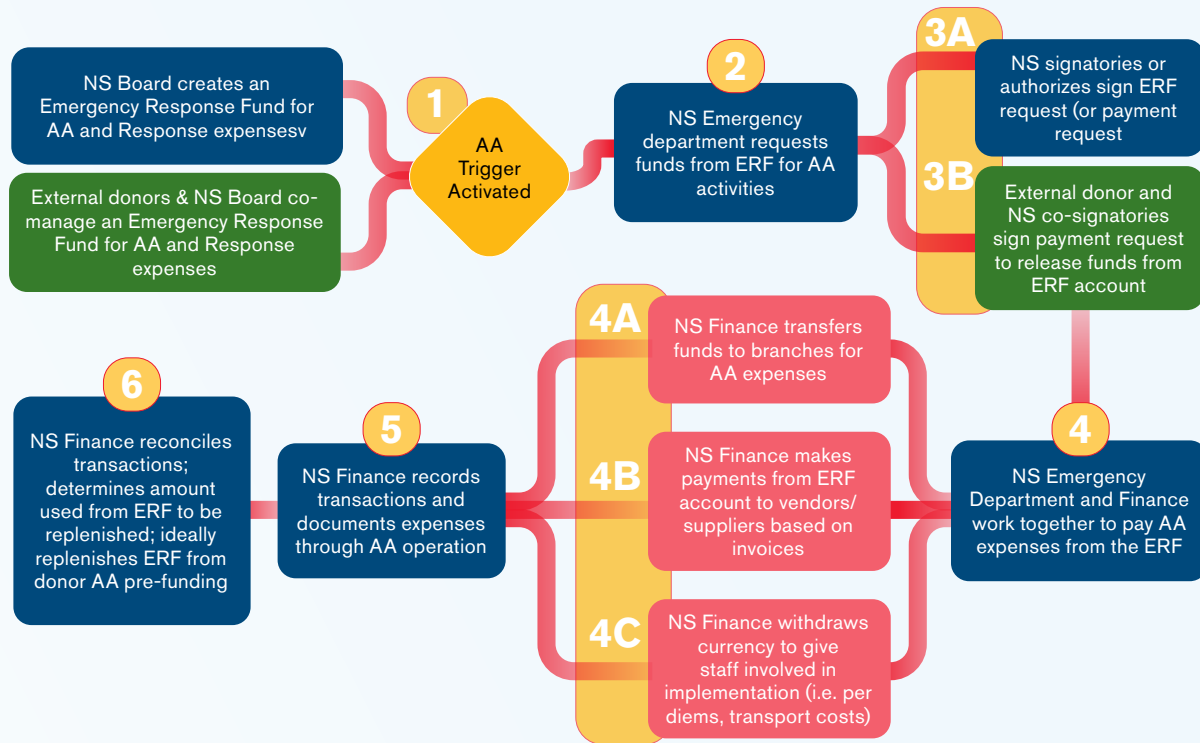 NS Board creates an
Emergency Response Fund for
AA and Response expensesv
External donors & NS Board co-
manage an Emergency Response
Fund for AA and Response
expenses
1
AA
Trigger
Activated
2
NS Emergency
department requests
funds from ERF for AA
activities
3A
NS signatories or
authorizes sign ERF
request (or payment
request
3B
External donor and
NS co-signatories
sign payment request
to release funds from
ERF account
4
NS Emergency
Department and Finance
work together to pay AA
expenses from the ERF
4A
NS Finance transfers
funds to branches for
AA expenses
4B
NS Finance makes
payments from ERF
account to vendors/
suppliers based on
invoices
4C
NS Finance withdraws
currency to give
staff involved in
implementation (i.e. per
diems, transport costs)
5
NS Finance records
transactions and
documents expenses
through AA operation
6
NS Finance reconciles
transactions;
determines amount
used from ERF to be
replenished; ideally
replenishes ERF from
donor AA pre-funding